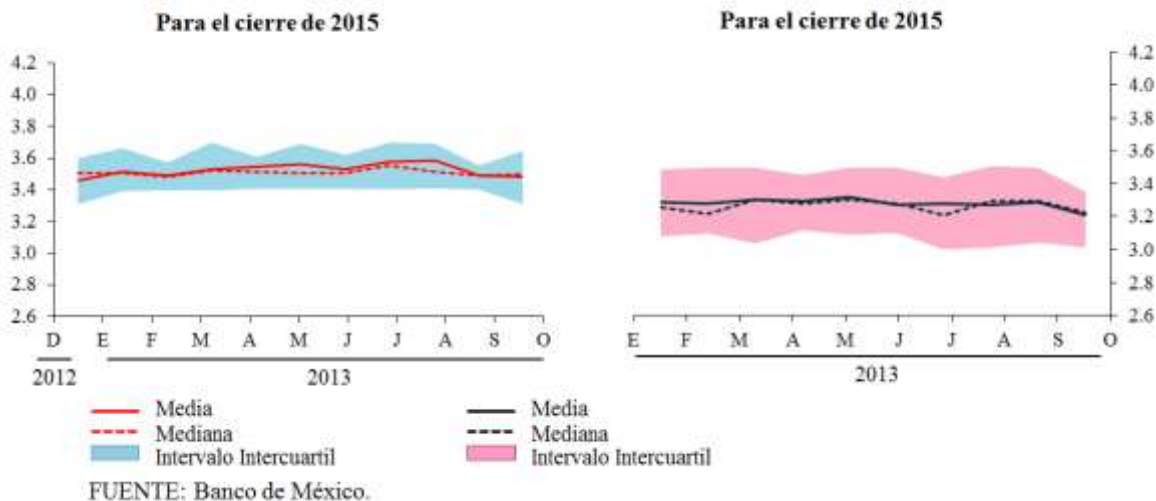 Para el cierre de 2015
4.2
4.0
3.8
3.6
3.4
3.2
3.0
2.8
2.6
D E F M A M J J A S O
2012 2013
Para el cierre de 2015
4.2
4.0
3.8
3.6
3.4
3.2
3.0
2.8
2.6
E F M A M J J A S O
2013
Media
Mediana
Intervalo Intercuartil
Media
Mediana
Intervalo Intercuartil
FUENTE: Banco de México.